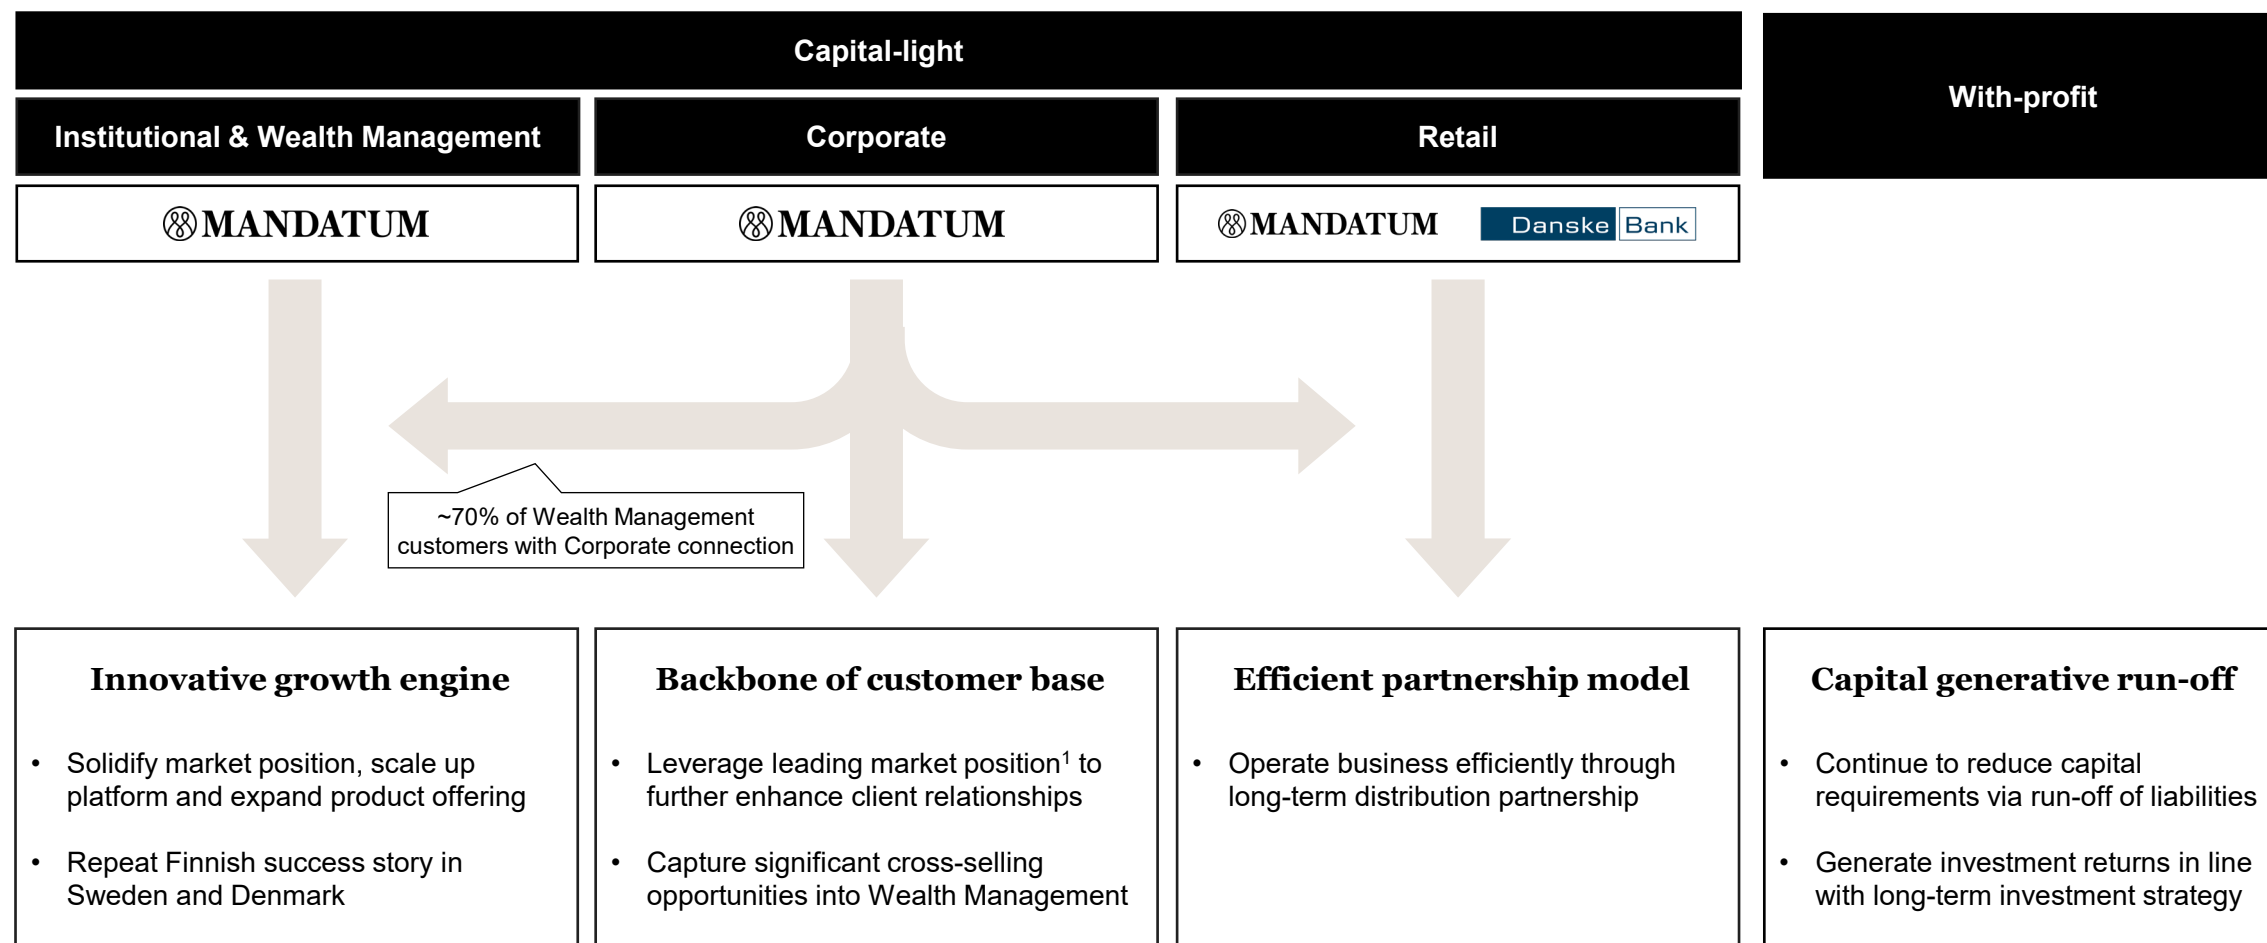 Capital-light
With-profit
Institutional & Wealth Management
Corporate
Retail
MANDATUM
MANDATUM
MANDATUM
Danske Bank
~70% of Wealth Management
customers with Corporate connection
Innovative growth engine
• Solidify market position, scale up
platform and expand product offering
• Repeat Finnish success story in
Sweden and Denmark
Backbone of customer base
• Leverage leading market position¹ to
further enhance client relationships
• Capture significant cross-selling
opportunities into Wealth Management
Efficient partnership model
• Operate business efficiently through
long-term distribution partnership
Capital generative run-off
• Continue to reduce capital
requirements via run-off of liabilities
• Generate investment returns in line
with long-term investment strategy